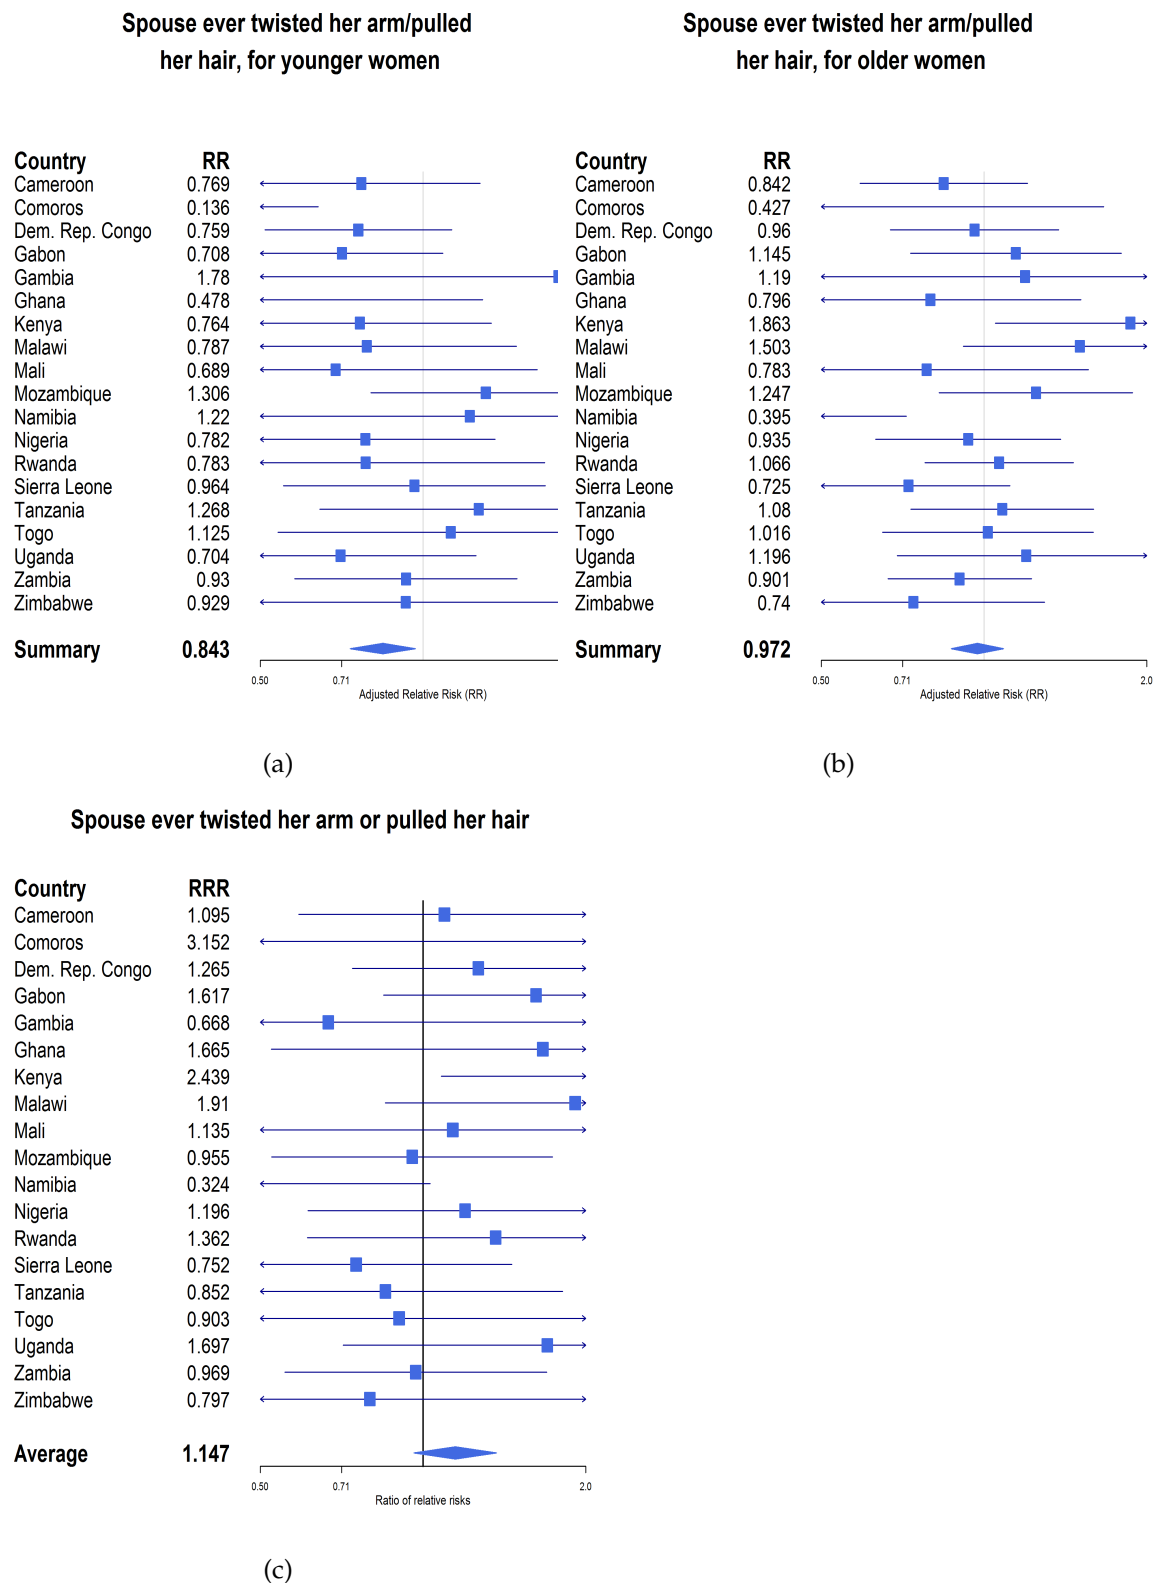 Spouse ever twisted her arm/pulled
her hair, for younger women
Country RR
Cameroon 0.769
Comoros 0.136
Dem. Rep. Congo 0.759
Gabon 0.708
Gambia 1.78
Ghana 0.478
Kenya 0.764
Malawi 0.787
Mali 0.689
Mozambique 1.306
Namibia 1.22
Nigeria 0.782
Rwanda 0.783
Sierra Leone 0.964
Tanzania 1.268
Togo 1.125
Uganda 0.704
Zambia 0.93
Zimbabwe 0.929
Summary 0.843
0.50 0.71
Adjusted Relative Risk (RR)
(a)
Spouse ever twisted her arm/pulled
her hair, for older women
Country RR
Cameroon 0.842
Comoros 0.427
Dem. Rep. Congo 0.96
Gabon 1.145
Gambia 1.19
Ghana 0.796
Kenya 1.863
Malawi 1.503
Mali 0.783
Mozambique 1.247
Namibia 0.395
Nigeria 0.935
Rwanda 1.066
Sierra Leone 0.725
Tanzania 1.08
Togo 1.016
Uganda 1.196
Zambia 0.901
Zimbabwe 0.74
Summary 0.972
0.50 0.71 2.0
Adjusted Relative Risk (RR)
(b)
Spouse ever twisted her arm or pulled her hair
Country RRR
Cameroon 1.095
Comoros 3.152
Dem. Rep. Congo 1.265
Gabon 1.617
Gambia 0.668
Ghana 1.665
Kenya 2.439
Malawi 1.91
Mali 1.135
Mozambique 0.955
Namibia 0.324
Nigeria 1.196
Rwanda 1.362
Sierra Leone 0.752
Tanzania 0.852
Togo 0.903
Uganda 1.697
Zambia 0.969
Zimbabwe 0.797
Average 1.147
0.50 0.71 2.0
Ratio of relative risks
(c)